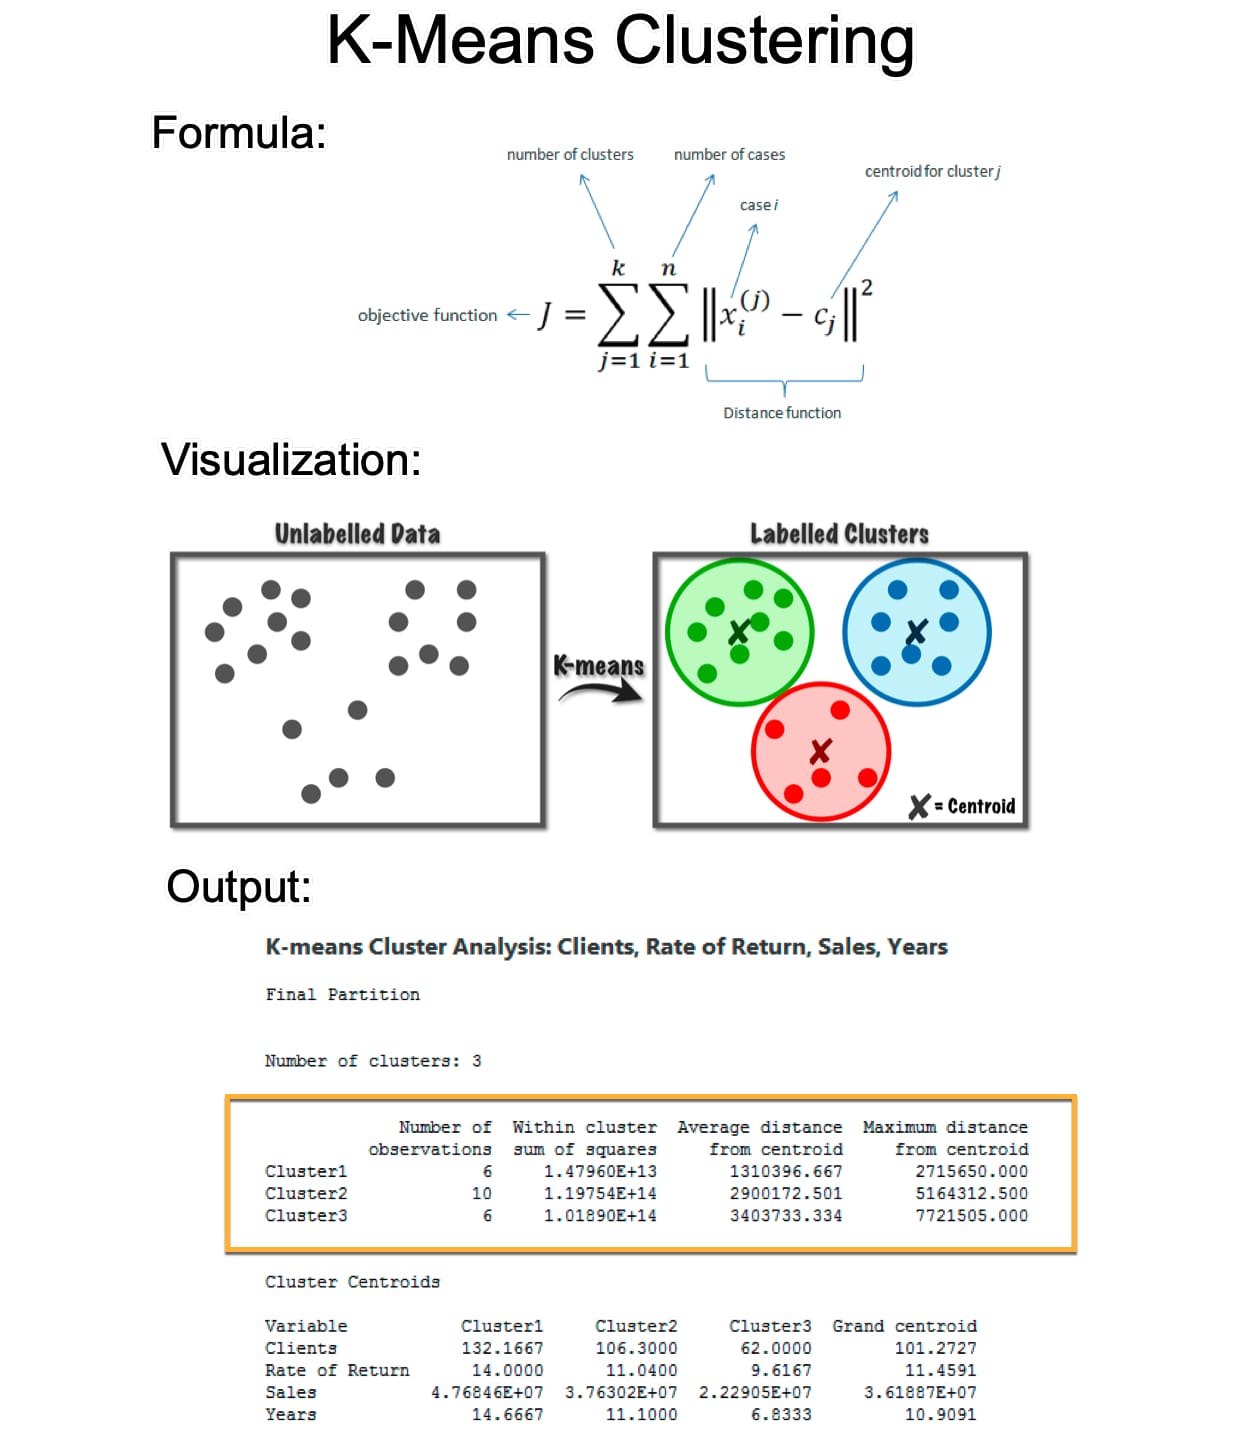 K-Means Clustering
Formula:
number of clusters
number of cases
centroid for cluster j
case i
k n
objective function ← J = ∑ ∑ ‖x_i^(j) − c_j‖²
j=1 i=1
Distance function
Visualization:
Unlabelled Data
Labelled Clusters
K-means
X = Centroid
Output:
K-means Cluster Analysis: Clients, Rate of Return, Sales, Years
Final Partition
Number of clusters: 3
Number of Within cluster Average distance Maximum distance
observations sum of squares from centroid from centroid
Cluster1 6 1.47960E+13 1310396.667 2715650.000
Cluster2 10 1.19754E+14 2900172.501 5164312.500
Cluster3 6 1.01890E+14 3403733.334 7721505.000
Cluster Centroids
Variable Cluster1 Cluster2 Cluster3 Grand centroid
Clients 132.1667 106.3000 62.0000 101.2727
Rate of Return 14.0000 11.0400 9.6167 11.4591
Sales 4.76846E+07 3.76302E+07 2.22905E+07 3.61887E+07
Years 14.6667 11.1000 6.8333 10.9091